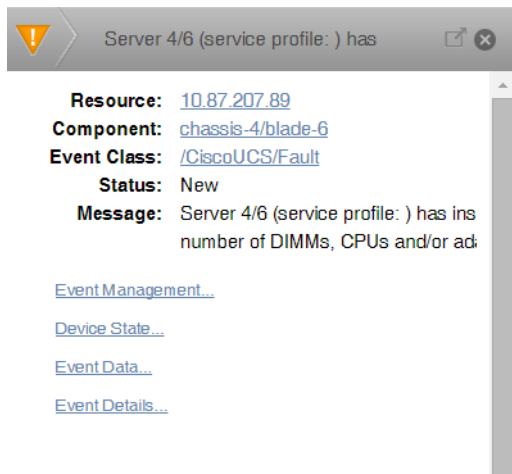 Server 4/6 (service profile: ) has
Resource: 10.87.207.89
Component: chassis-4/blade-6
Event Class: /CiscoUCS/Fault
Status: New
Message: Server 4/6 (service profile: ) has ins
number of DIMMs, CPUs and/or ad
Event Management...
Device State...
Event Data...
Event Details...